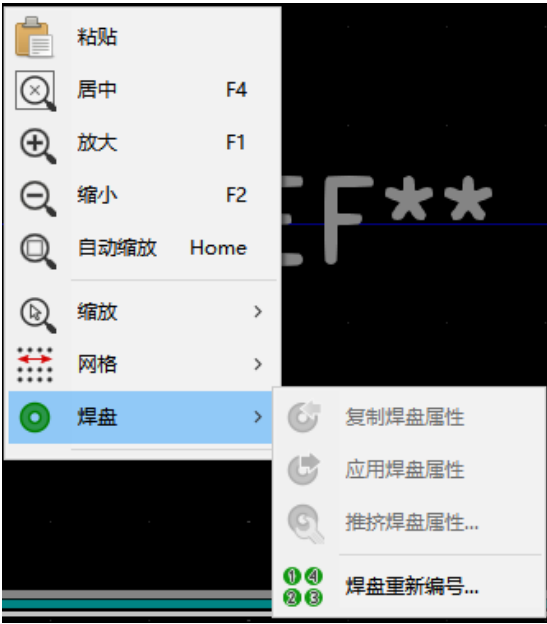 粘贴
居中 F4
放大 F1
缩小 F2
自动缩放 Home
缩放
网格
焊盘
EF**
复制焊盘属性
应用焊盘属性
推挤焊盘属性...
焊盘重新编号...